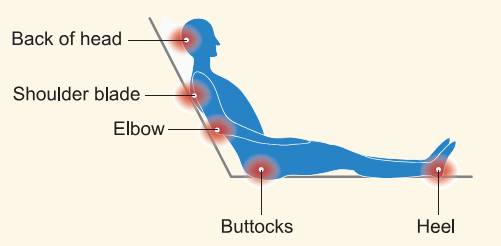 Back of head
Shoulder blade
Elbow
Buttocks
Heel